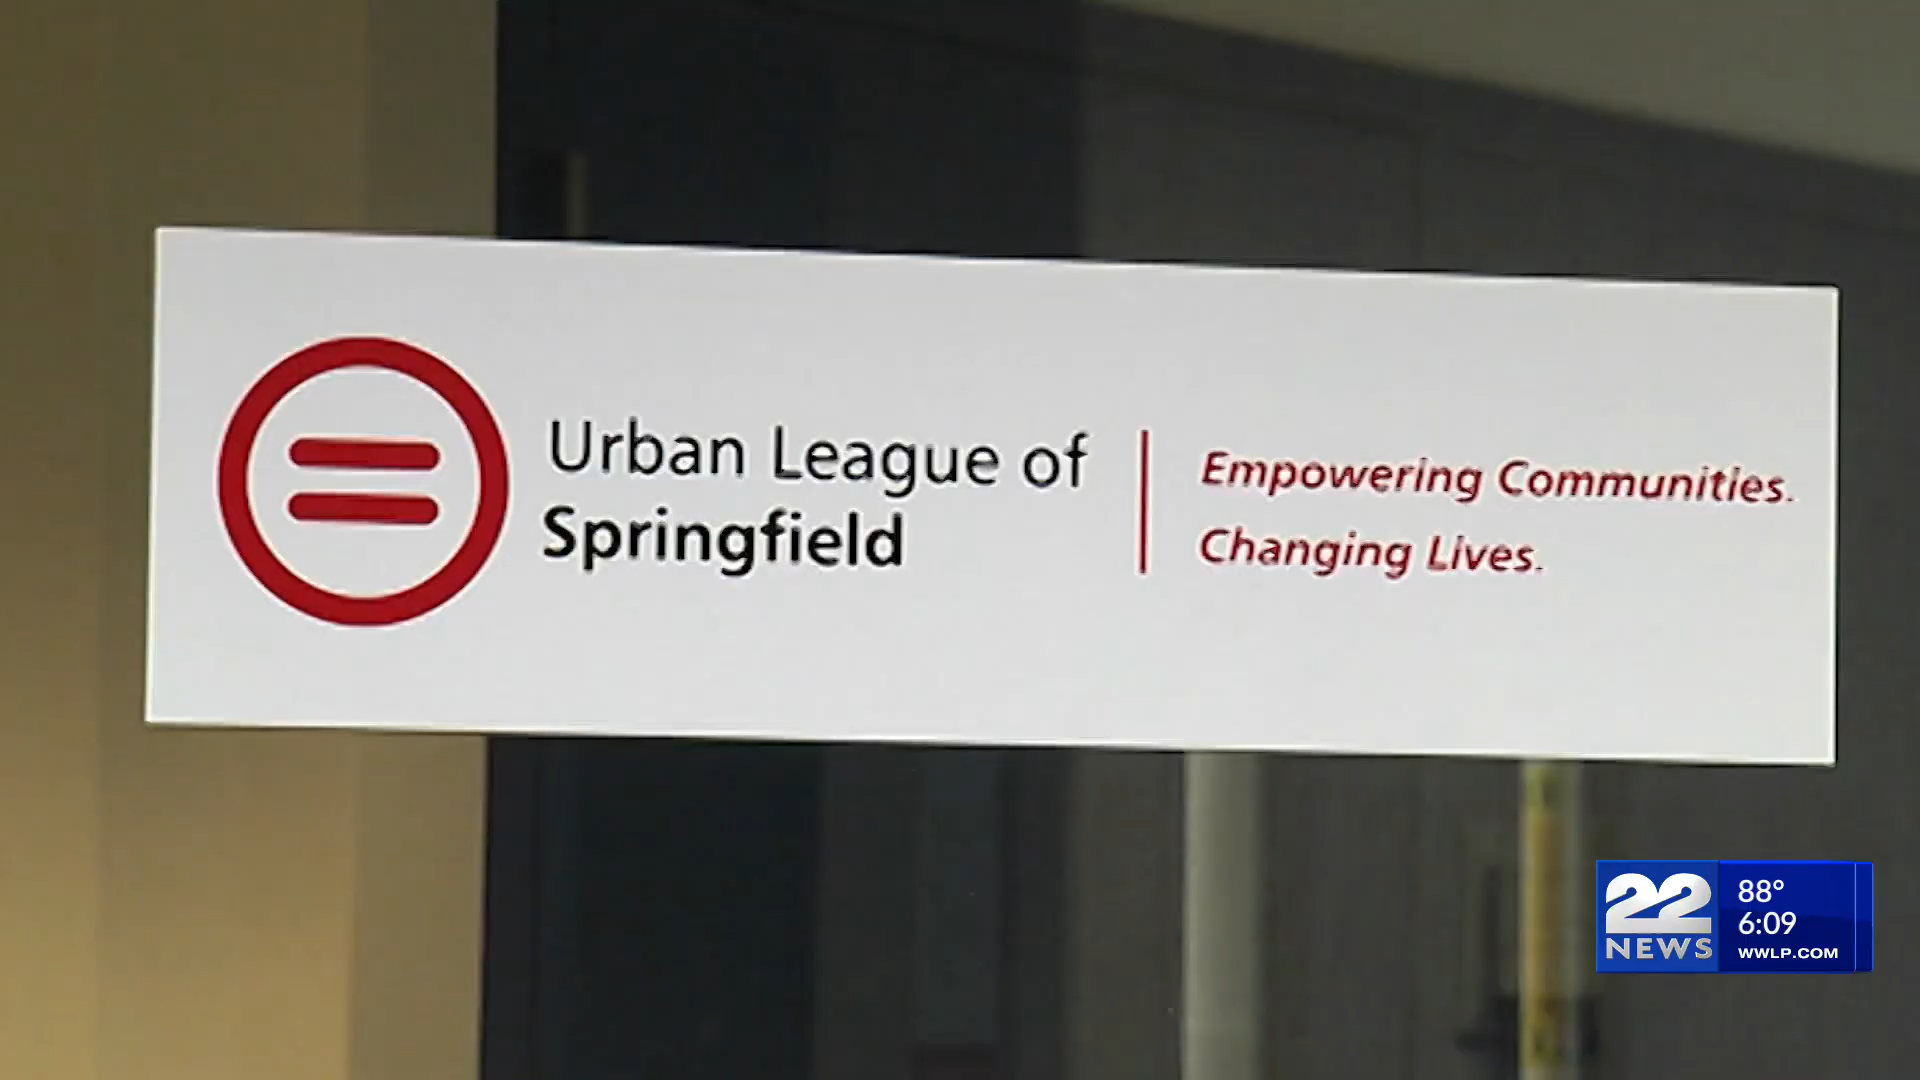 Urban League of
Springfield
Empowering Communities.
Changing Lives.
22
NEWS
88°
6:09
WWLP.COM